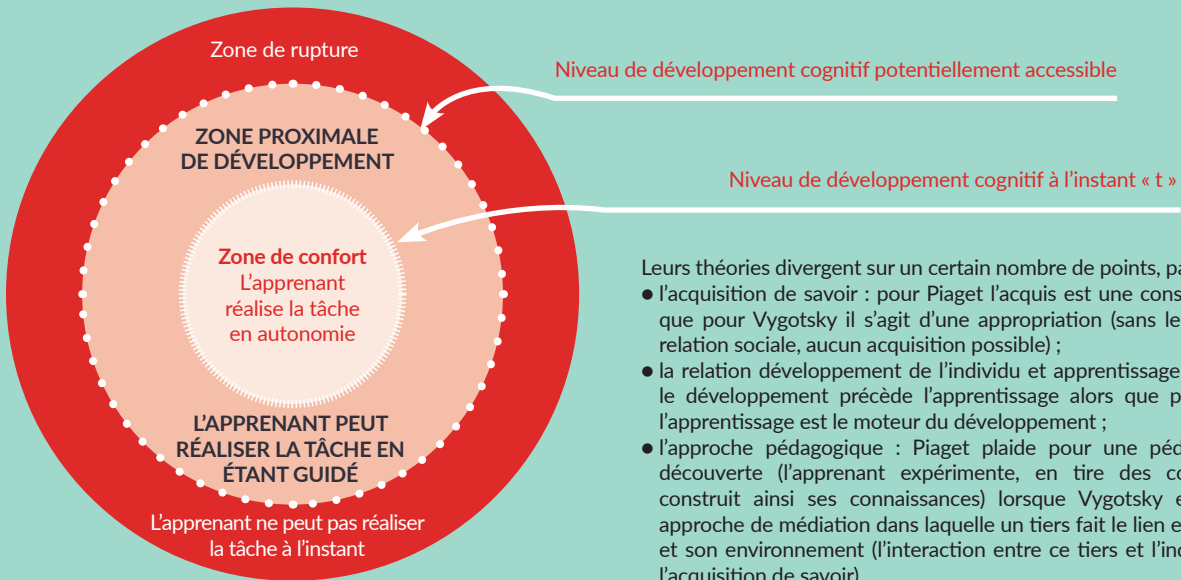 Zone de rupture
Niveau de développement cognitif potentiellement accessible
ZONE PROXIMALE
DE DÉVELOPPEMENT
Niveau de développement cognitif à l'instant « t »
Zone de confort
L'apprenant
réalise la tâche
en autonomie
L'APPRENANT PEUT
RÉALISER LA TÂCHE EN
ÉTANT GUIDÉ
L'apprenant ne peut pas réaliser
la tâche à l'instant
Leurs théories divergent sur un certain nombre de points,
● l'acquisition de savoir : pour Piaget l'acquis est une
que pour Vygotsky il s'agit d'une appropriation (sans
relation sociale, aucun acquisition possible) ;
● la relation développement de l'individu et apprentissage
le développement précède l'apprentissage alors que
l'apprentissage est le moteur du développement ;
● l'approche pédagogique : Piaget plaide pour une
découverte (l'apprenant expérimente, en tire des
construit ainsi ses connaissances) lorsque Vygotsky
approche de médiation dans laquelle un tiers fait le lien
et son environnement (l'interaction entre ce tiers et
l'acquisition de savoir)